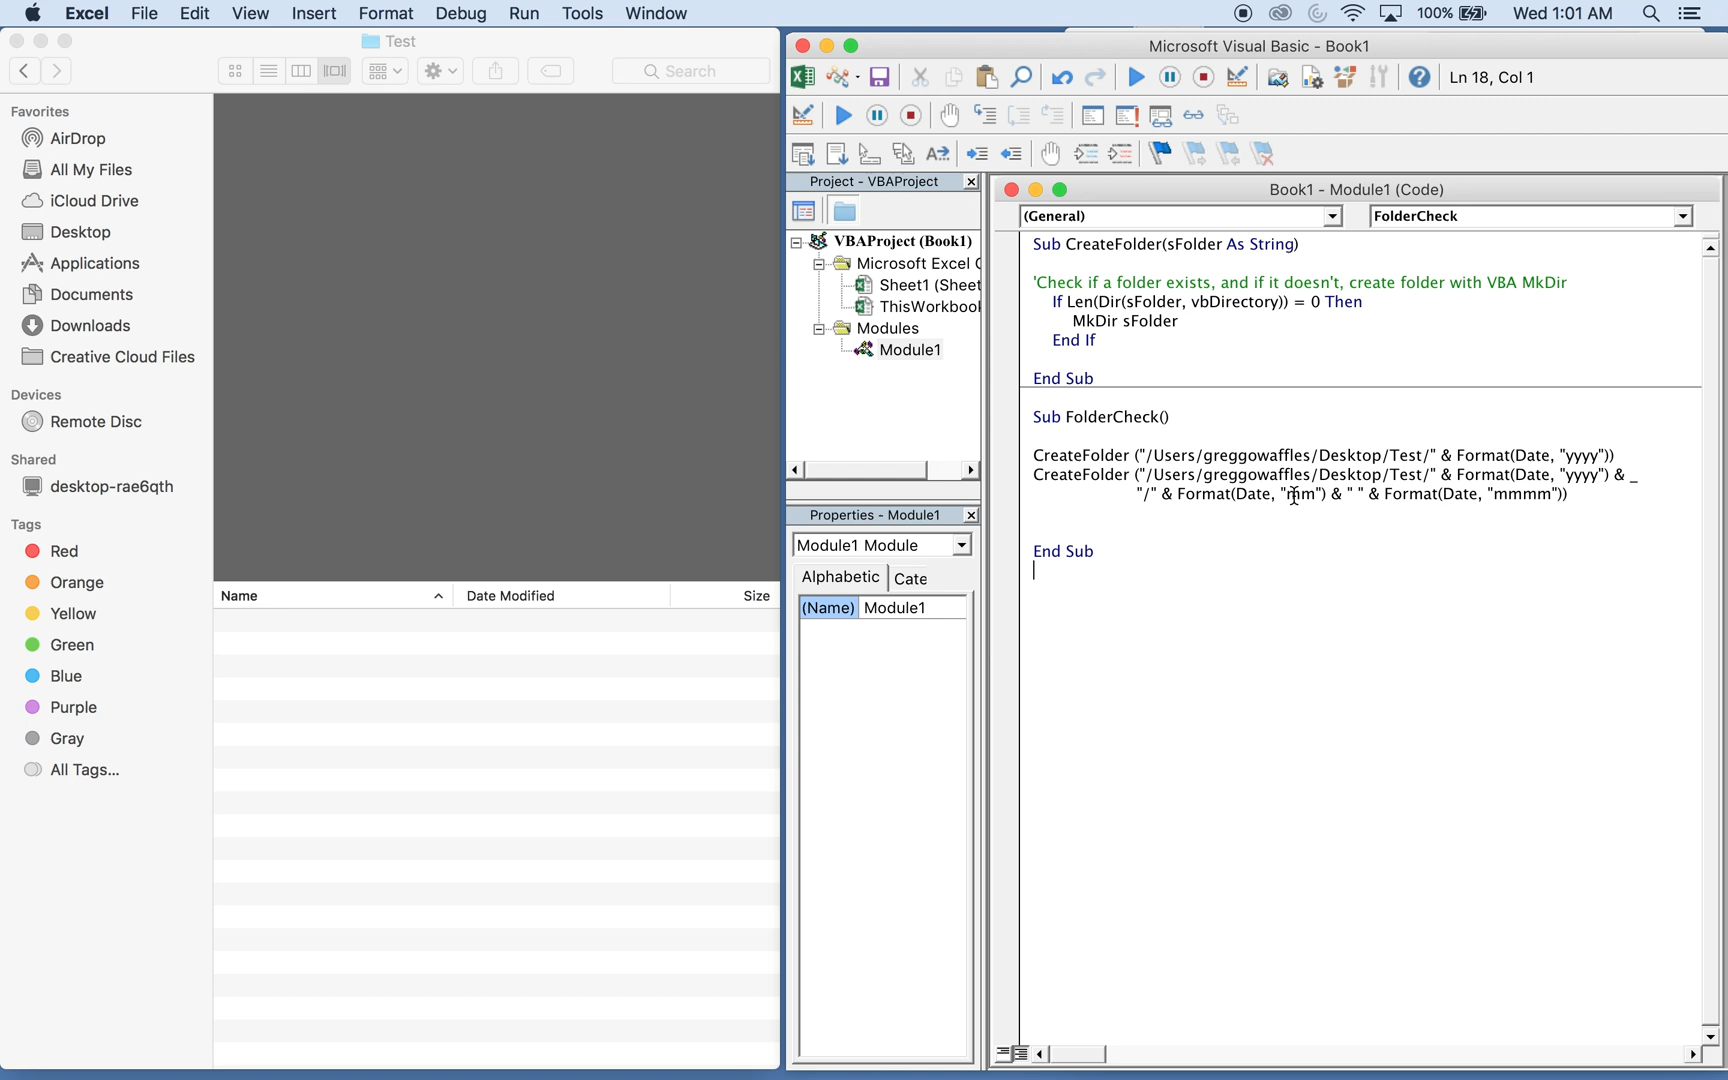 Excel File Edit View Insert Format Debug Run Tools Window 100% Wed 1:01 AM
Test
Search
Favorites
AirDrop
All My Files
iCloud Drive
Desktop
Applications
Documents
Downloads
Creative Cloud Files
Devices
Remote Disc
Shared
desktop-rae6qth
Tags
Red
Orange
Yellow
Green
Blue
Purple
Gray
All Tags...
Name Date Modified Size
Microsoft Visual Basic - Book1
Ln 18, Col 1
Project - VBAProject
VBAProject (Book1)
Microsoft Excel O
Sheet1 (Sheet
ThisWorkbook
Modules
Module1
Properties - Module1
Module1 Module
Alphabetic Cate
(Name) Module1
Book1 - Module1 (Code)
(General) FolderCheck
Sub CreateFolder(sFolder As String)
'Check if a folder exists, and if it doesn't, create folder with VBA MkDir
If Len(Dir(sFolder, vbDirectory)) = 0 Then
MkDir sFolder
End If
End Sub
Sub FolderCheck()
CreateFolder ("/Users/greggowaffles/Desktop/Test/" & Format(Date, "yyyy"))
CreateFolder ("/Users/greggowaffles/Desktop/Test/" & Format(Date, "yyyy") & _
"/" & Format(Date, "mm") & " " & Format(Date, "mmmm"))
End Sub